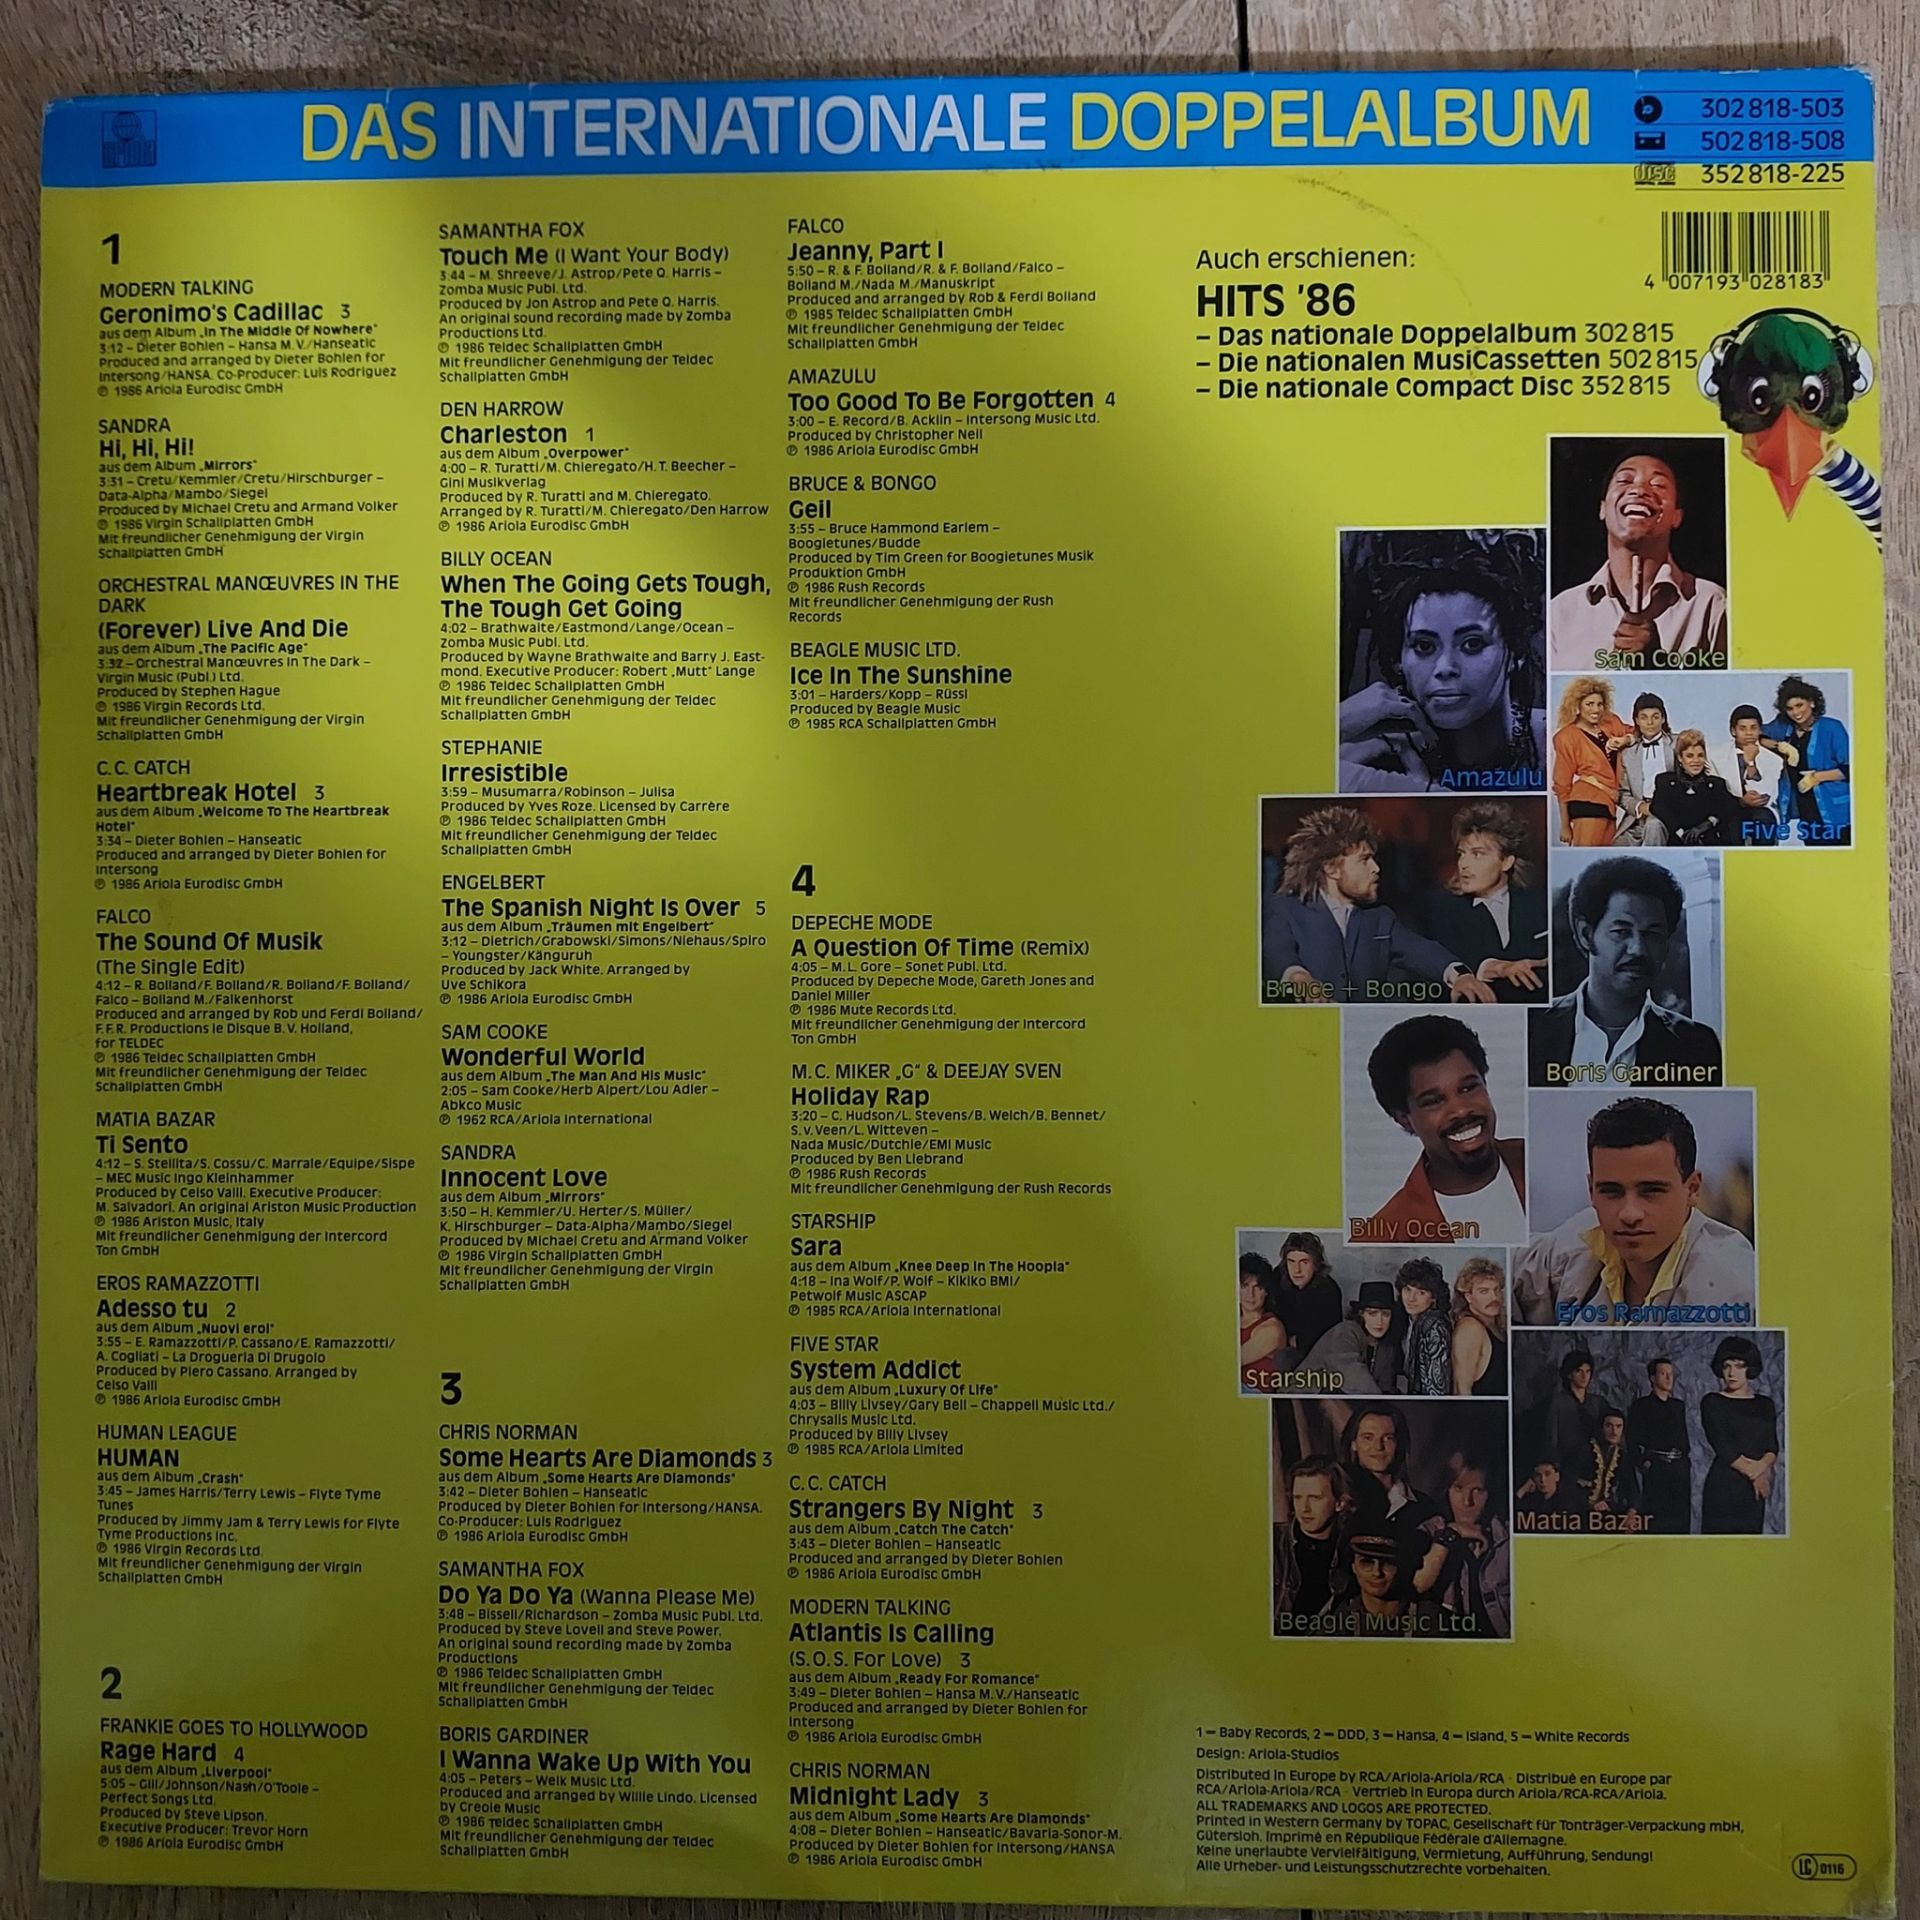 ariola
DAS INTERNATIONALE DOPPELALBUM
302 818-503
502 818-508
DISC 352 818-225
4 007193 028183
1
MODERN TALKING
Geronimo's Cadillac 3
aus dem Album „In The Middle Of Nowhere"
3:12 – Dieter Bohlen – Hansa M. V./Hanseatic
Produced and arranged by Dieter Bohlen for
Intersong/HANSA. Co-Producer: Luis Rodriguez
℗ 1986 Ariola Eurodisc GmbH
SANDRA
Hi, Hi, Hi!
aus dem Album „Mirrors"
3:31 – Cretu/Kemmler/Cretu/Hirschburger –
Data-Alpha/Mambo/Siegel
Produced by Michael Cretu and Armand Volker
℗ 1986 Virgin Schallplatten GmbH
Mit freundlicher Genehmigung der Virgin
Schallplatten GmbH
ORCHESTRAL MANŒUVRES IN THE
DARK
(Forever) Live And Die
aus dem Album „The Pacific Age"
3:32 – Orchestral Manœuvres In The Dark –
Virgin Music (Publ.) Ltd.
Produced by Stephen Hague
℗ 1986 Virgin Records Ltd.
Mit freundlicher Genehmigung der Virgin
Schallplatten GmbH
C. C. CATCH
Heartbreak Hotel 3
aus dem Album „Welcome To The Heartbreak
Hotel"
3:34 – Dieter Bohlen – Hanseatic
Produced and arranged by Dieter Bohlen for
Intersong
℗ 1986 Ariola Eurodisc GmbH
FALCO
The Sound Of Musik
(The Single Edit)
4:12 – R. Bolland/F. Bolland/R. Bolland/F. Bolland/
Falco – Bolland M./Falkenhorst
Produced and arranged by Rob und Ferdi Bolland/
F.F.R. Productions le Disque B. V. Holland,
for TELDEC
℗ 1986 Teldec Schallplatten GmbH
Mit freundlicher Genehmigung der Teldec
Schallplatten GmbH
MATIA BAZAR
Ti Sento
4:12 – S. Stellita/S. Cossu/C. Marrale/Equipe/Sispe
– MEC Music Ingo Kleinhammer
Produced by Celso Valli. Executive Producer:
M. Salvadori. An original Ariston Music Production
℗ 1986 Ariston Music, Italy
Mit freundlicher Genehmigung der Intercord
Ton GmbH
EROS RAMAZZOTTI
Adesso tu 2
aus dem Album „Nuovi eroi"
3:55 – E. Ramazzotti/P. Cassano/E. Ramazzotti/
A. Cogliati – La Drogueria Di Drugolo
Produced by Piero Cassano. Arranged by
Celso Valli
℗ 1986 Ariola Eurodisc GmbH
HUMAN LEAGUE
HUMAN
aus dem Album „Crash"
3:45 – James Harris/Terry Lewis – Flyte Tyme
Tunes
Produced by Jimmy Jam & Terry Lewis for Flyte
Tyme Productions Inc.
℗ 1986 Virgin Records Ltd.
Mit freundlicher Genehmigung der Virgin
Schallplatten GmbH
2
FRANKIE GOES TO HOLLYWOOD
Rage Hard 4
aus dem Album „Liverpool"
5:05 – Gill/Johnson/Nash/O'Toole –
Perfect Songs Ltd.
Produced by Steve Lipson.
Executive Producer: Trevor Horn
℗ 1986 Ariola Eurodisc GmbH
SAMANTHA FOX
Touch Me (I Want Your Body)
3:44 – M. Shreeve/J. Astrop/Pete Q. Harris –
Zomba Music Publ. Ltd.
Produced by Jon Astrop and Pete Q. Harris.
An original sound recording made by Zomba
Productions Ltd.
℗ 1986 Teldec Schallplatten GmbH
Mit freundlicher Genehmigung der Teldec
Schallplatten GmbH
DEN HARROW
Charleston 1
aus dem Album „Overpower"
4:00 – R. Turatti/M. Chieregato/H. T. Beecher –
Gini Musikverlag
Produced by R. Turatti and M. Chieregato.
Arranged by R. Turatti/M. Chieregato/Den Harrow
℗ 1986 Ariola Eurodisc GmbH
BILLY OCEAN
When The Going Gets Tough,
The Tough Get Going
4:02 – Brathwaite/Eastmond/Lange/Ocean –
Zomba Music Publ. Ltd.
Produced by Wayne Brathwaite and Barry J. East-
mond. Executive Producer: Robert „Mutt" Lange
℗ 1986 Teldec Schallplatten GmbH
Mit freundlicher Genehmigung der Teldec
Schallplatten GmbH
STEPHANIE
Irresistible
3:59 – Musumarra/Robinson – Julisa
Produced by Yves Roze. Licensed by Carrère
℗ 1986 Teldec Schallplatten GmbH
Mit freundlicher Genehmigung der Teldec
Schallplatten GmbH
ENGELBERT
The Spanish Night Is Over 5
aus dem Album „Träumen mit Engelbert"
3:12 – Dietrich/Grabowski/Simons/Niehaus/Spiro
– Youngster/Känguruh
Produced by Jack White. Arranged by
Uve Schikora
℗ 1986 Ariola Eurodisc GmbH
SAM COOKE
Wonderful World
aus dem Album „The Man And His Music"
2:05 – Sam Cooke/Herb Alpert/Lou Adler –
Abkco Music
℗ 1962 RCA/Ariola International
SANDRA
Innocent Love
aus dem Album „Mirrors"
3:50 – H. Kemmler/U. Herter/S. Müller/
K. Hirschburger – Data-Alpha/Mambo/Siegel
Produced by Michael Cretu and Armand Volker
℗ 1986 Virgin Schallplatten GmbH
Mit freundlicher Genehmigung der Virgin
Schallplatten GmbH
3
CHRIS NORMAN
Some Hearts Are Diamonds 3
aus dem Album „Some Hearts Are Diamonds"
3:42 – Dieter Bohlen – Hanseatic
Produced by Dieter Bohlen for Intersong/HANSA.
Co-Producer: Luis Rodriguez
℗ 1986 Ariola Eurodisc GmbH
SAMANTHA FOX
Do Ya Do Ya (Wanna Please Me)
3:48 – Bissell/Richardson – Zomba Music Publ. Ltd.
Produced by Steve Lovell and Steve Power.
An original sound recording made by Zomba
Productions
℗ 1986 Teldec Schallplatten GmbH
Mit freundlicher Genehmigung der Teldec
Schallplatten GmbH
BORIS GARDINER
I Wanna Wake Up With You
4:05 – Peters – Welk Music Ltd.
Produced and arranged by Willie Lindo. Licensed
by Creole Music
℗ 1986 Teldec Schallplatten GmbH
Mit freundlicher Genehmigung der Teldec
Schallplatten GmbH
FALCO
Jeanny, Part I
5:50 – R. & F. Bolland/R. & F. Bolland/Falco –
Bolland M./Nada M./Manuskript
Produced and arranged by Rob & Ferdi Bolland
℗ 1985 Teldec Schallplatten GmbH
Mit freundlicher Genehmigung der Teldec
Schallplatten GmbH
AMAZULU
Too Good To Be Forgotten 4
3:00 – E. Record/B. Acklin – Intersong Music Ltd.
Produced by Christopher Neil
℗ 1986 Ariola Eurodisc GmbH
BRUCE & BONGO
Geil
3:55 – Bruce Hammond Earlem –
Boogietunes/Budde
Produced by Tim Green for Boogietunes Musik
Produktion GmbH
℗ 1986 Rush Records
Mit freundlicher Genehmigung der Rush
Records
BEAGLE MUSIC LTD.
Ice In The Sunshine
3:01 – Harders/Kopp – Rüssl
Produced by Beagle Music
℗ 1985 RCA Schallplatten GmbH
4
DEPECHE MODE
A Question Of Time (Remix)
4:05 – M. L. Gore – Sonet Publ. Ltd.
Produced by Depeche Mode, Gareth Jones and
Daniel Miller
℗ 1986 Mute Records Ltd.
Mit freundlicher Genehmigung der Intercord
Ton GmbH
M.C. MIKER „G" & DEEJAY SVEN
Holiday Rap
3:20 – C. Hudson/L. Stevens/B. Welch/B. Bennet/
S. v. Veen/L. Witteven –
Nada Music/Dutchie/EMI Music
Produced by Ben Liebrand
℗ 1986 Rush Records
Mit freundlicher Genehmigung der Rush Records
STARSHIP
Sara
aus dem Album „Knee Deep In The Hoopla"
4:18 – Ina Wolf/P. Wolf – Kikiko BMI/
Petwolf Music ASCAP
℗ 1985 RCA/Ariola International
FIVE STAR
System Addict
aus dem Album „Luxury Of Life"
4:03 – Billy Livsey/Gary Bell – Chappell Music Ltd./
Chrysalis Music Ltd.
Produced by Billy Livsey
℗ 1985 RCA/Ariola Limited
C. C. CATCH
Strangers By Night 3
aus dem Album „Catch The Catch"
3:43 – Dieter Bohlen – Hanseatic
Produced and arranged by Dieter Bohlen
℗ 1986 Ariola Eurodisc GmbH
MODERN TALKING
Atlantis Is Calling
(S.O.S. For Love) 3
aus dem Album „Ready For Romance"
3:49 – Dieter Bohlen – Hansa M. V./Hanseatic
Produced and arranged by Dieter Bohlen for
Intersong
℗ 1986 Ariola Eurodisc GmbH
CHRIS NORMAN
Midnight Lady 3
aus dem Album „Some Hearts Are Diamonds"
4:08 – Dieter Bohlen – Hanseatic/Bavaria-Sonor-M.
Produced by Dieter Bohlen for Intersong/HANSA
℗ 1986 Ariola Eurodisc GmbH
Auch erschienen:
HITS '86
– Das nationale Doppelalbum 302 815
– Die nationalen MusiCassetten 502 815
– Die nationale Compact Disc 352 815
Sam Cooke
Amazulu
Five Star
Bruce + Bongo
Boris Gardiner
Billy Ocean
Eros Ramazzotti
Starship
Matia Bazar
Beagle Music Ltd.
1 – Baby Records, 2 – DDD, 3 – Hansa, 4 – Island, 5 – White Records
Design: Ariola-Studios
Distributed in Europe by RCA/Ariola-Ariola/RCA · Distribué en Europe par
RCA/Ariola-Ariola/RCA · Vertrieb in Europa durch Ariola/RCA-RCA/Ariola.
ALL TRADEMARKS AND LOGOS ARE PROTECTED.
Printed in Western Germany by TOPAC, Gesellschaft für Tonträger-Verpackung mbH,
Gütersloh. Imprimé en République Fédérale d'Allemagne.
Keine unerlaubte Vervielfältigung, Vermietung, Aufführung, Sendung!
Alle Urheber- und Leistungsschutzrechte vorbehalten.
LC 0116